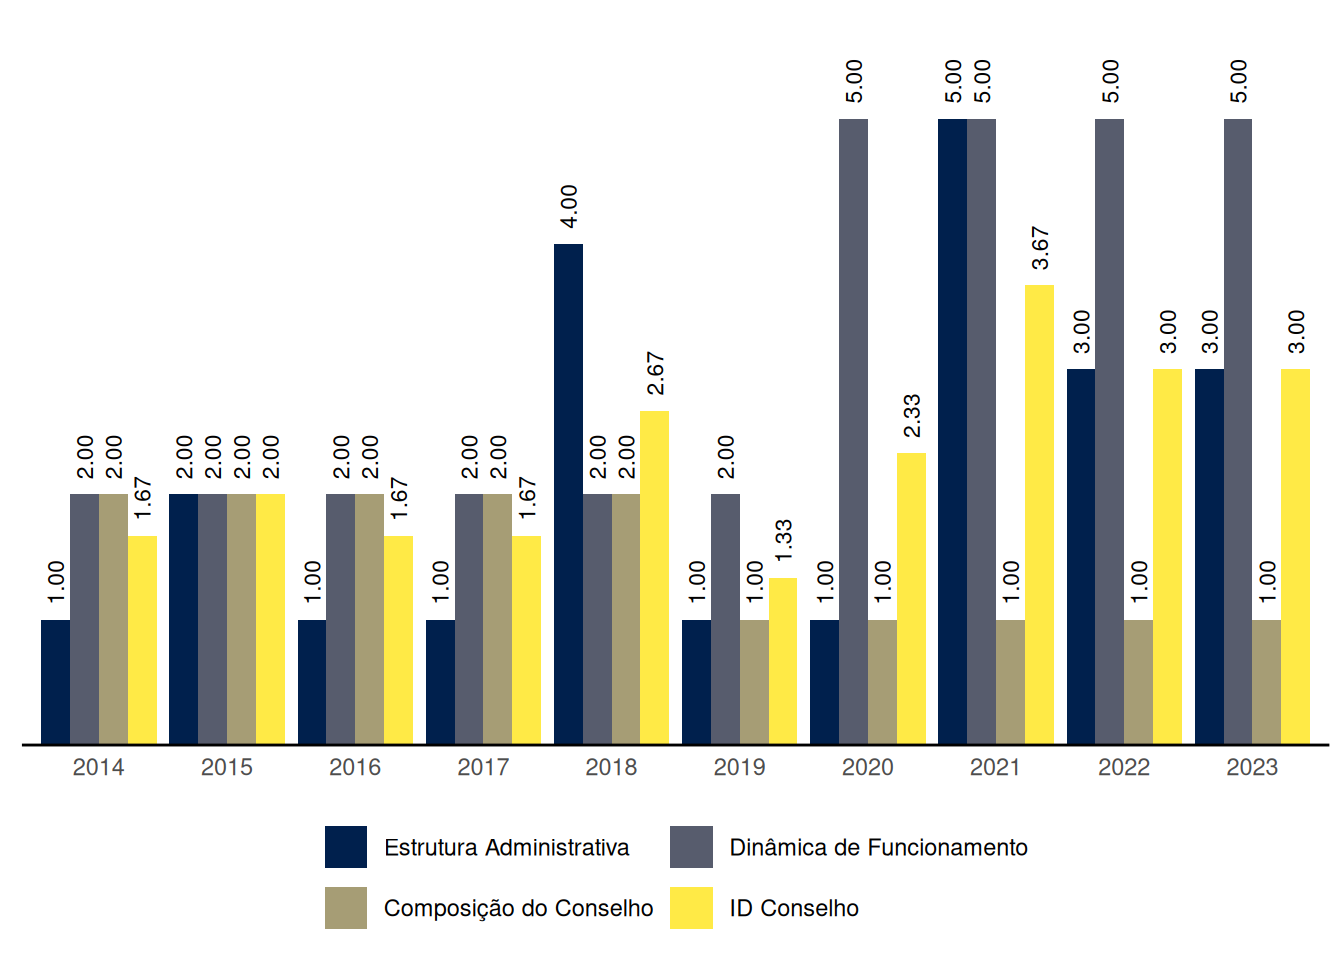 1.00 2.00 2.00 1.67
2.00 2.00 2.00 2.00
1.00 2.00 2.00 1.67
1.00 2.00 2.00 1.67
4.00 2.00 2.00 2.67
1.00 2.00 1.00 1.33
1.00 5.00 1.00 2.33
5.00 5.00 1.00 3.67
3.00 5.00 1.00 3.00
3.00 5.00 1.00 3.00
2014 2015 2016 2017 2018 2019 2020 2021 2022 2023
Estrutura Administrativa Dinâmica de Funcionamento
Composição do Conselho ID Conselho